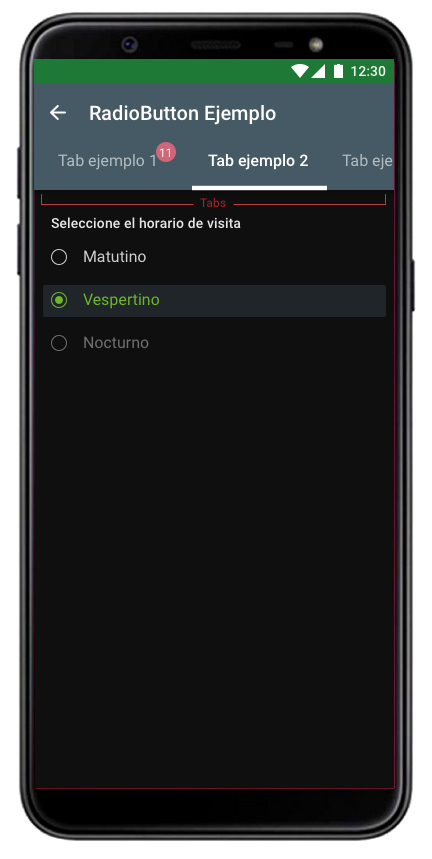 12:30
RadioButton Ejemplo
Tab ejemplo 1 11 Tab ejemplo 2 Tab eje
Tabs
Seleccione el horario de visita
Matutino
Vespertino
Nocturno